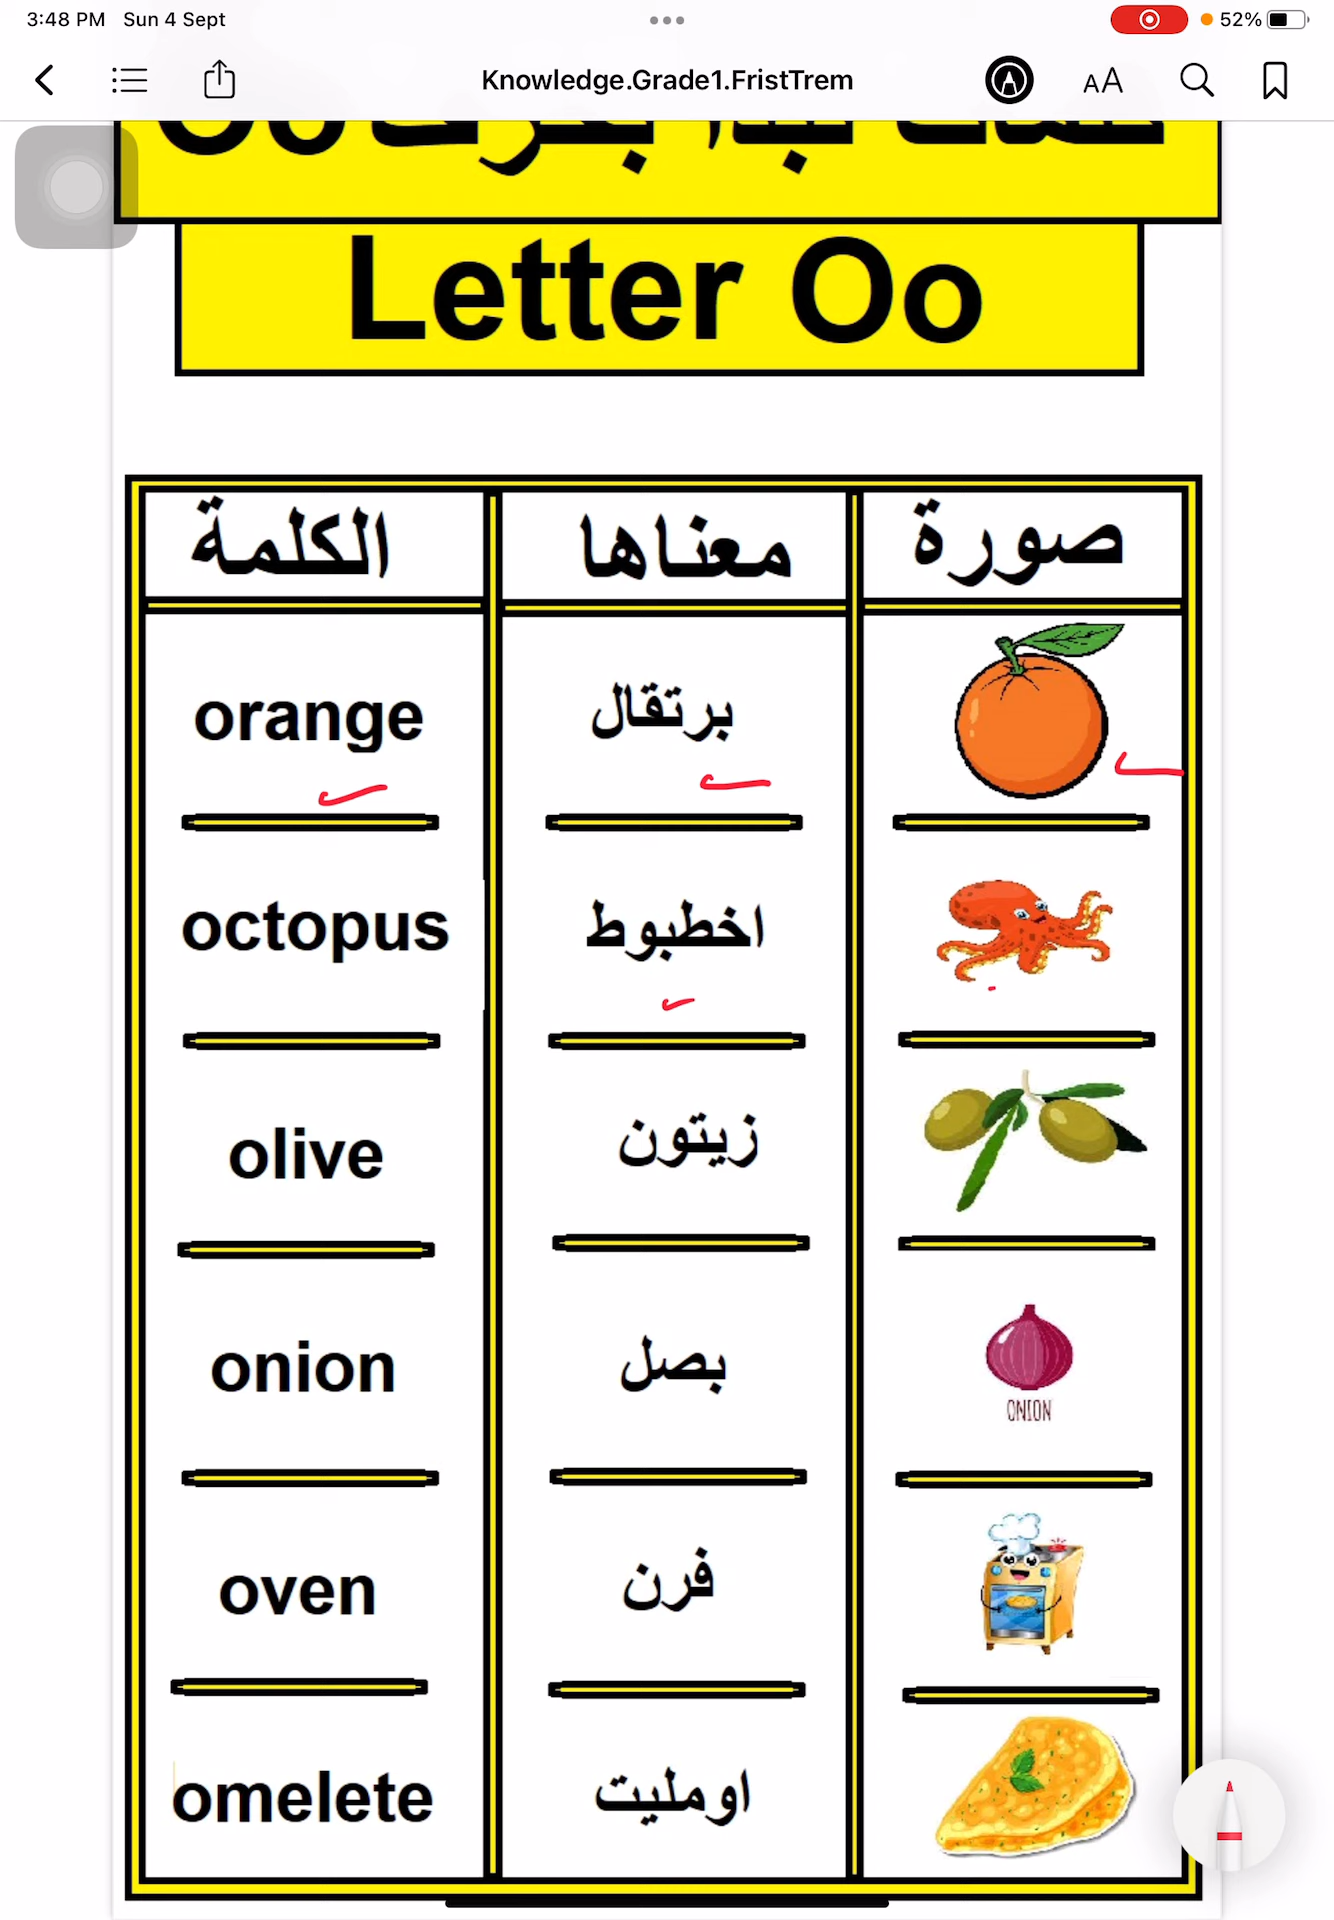 3:48 PM Sun 4 Sept 52%
Knowledge.Grade1.FristTrem
Oo
Letter Oo
الكلمة معناها صورة
orange برتقال
octopus اخطبوط
olive زيتون
onion بصل
ONION
oven فرن
omelete اومليت